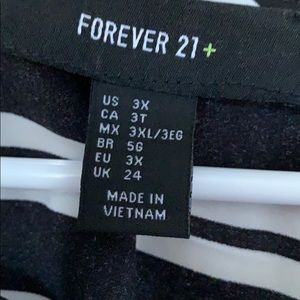 FOREVER 21+
US 3X
CA 3T
MX 3XL/3EG
BR 5G
EU 3X
UK 24
MADE IN
VIETNAM